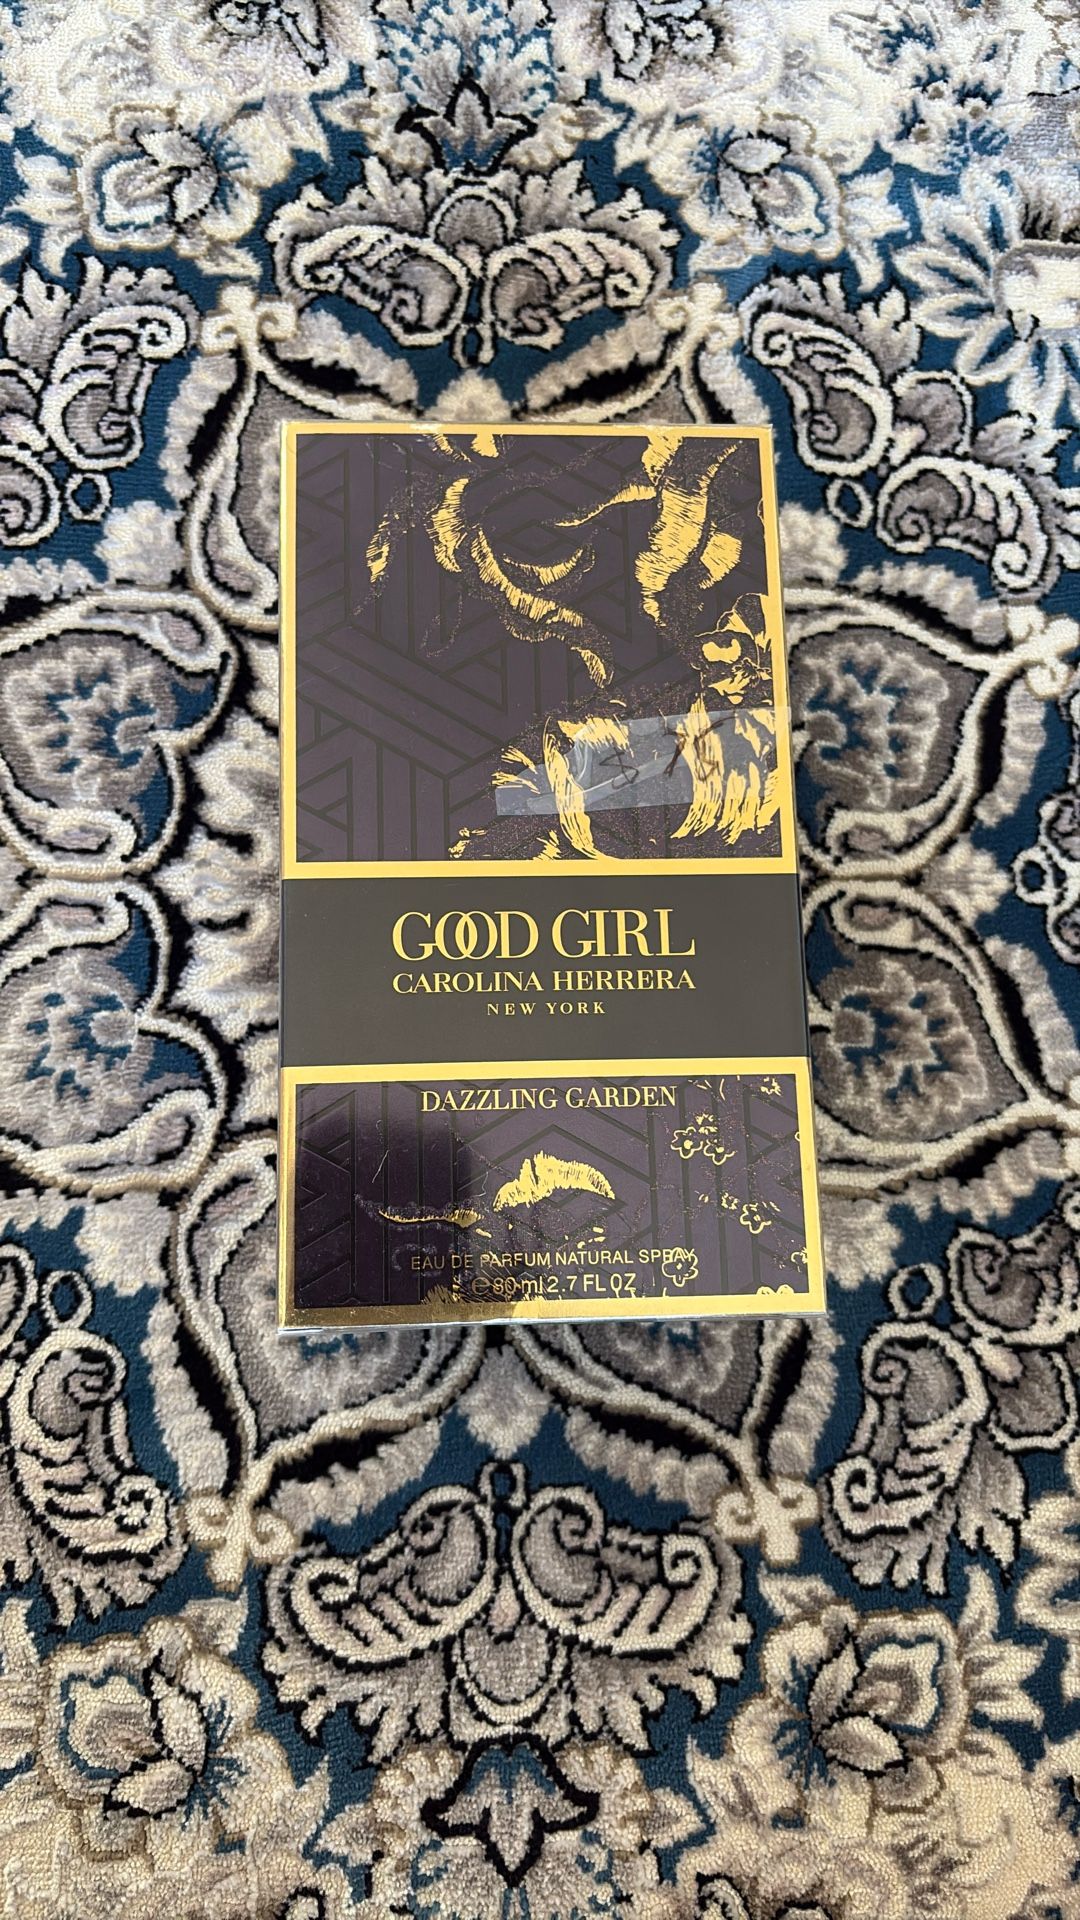 GOOD GIRL
CAROLINA HERRERA
NEW YORK
DAZZLING GARDEN
EAU DE PARFUM NATURAL SPRAY
℮ 80 ml 2.7 FL OZ